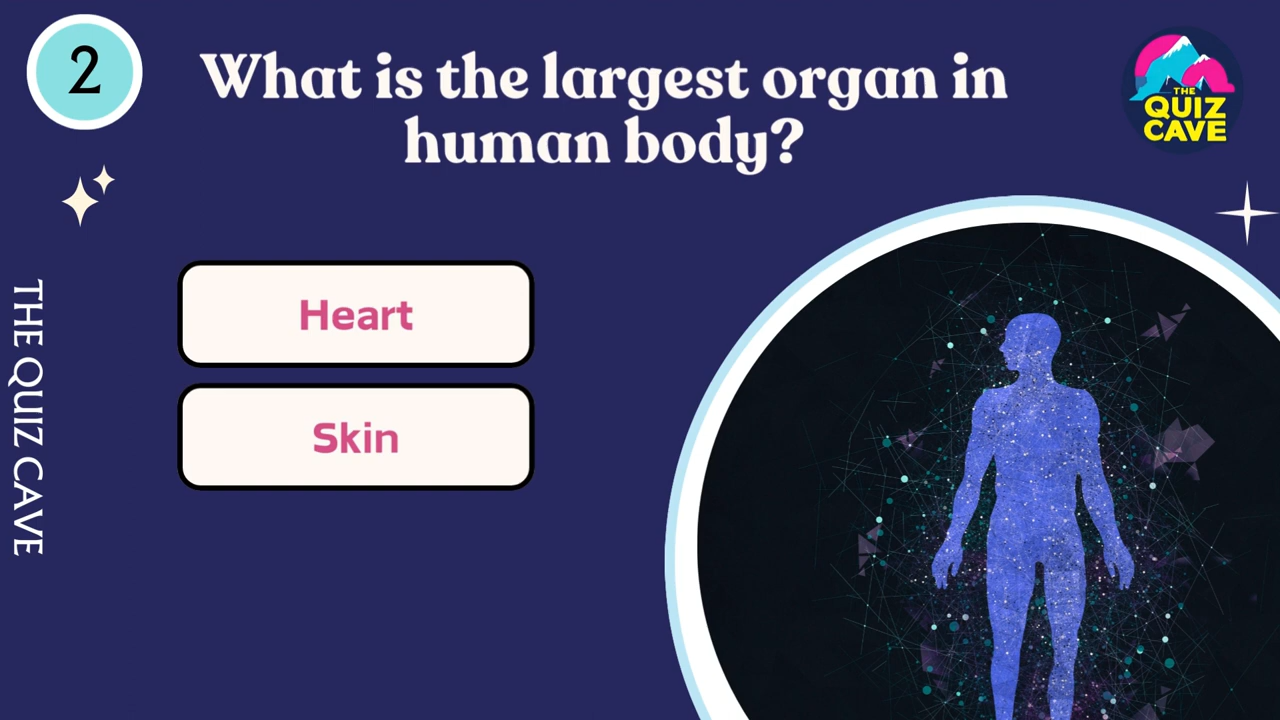 2
What is the largest organ in
human body?
THE
QUIZ
CAVE
Heart
Skin
THE QUIZ CAVE